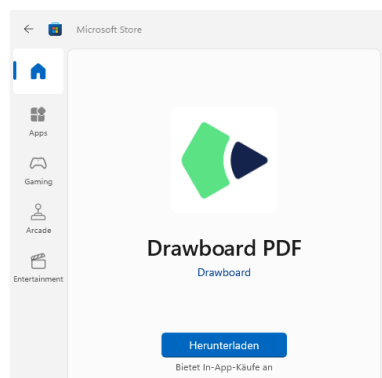 Microsoft Store
Apps
Gaming
Arcade
Entertainment
Drawboard PDF
Drawboard
Herunterladen
Bietet In-App-Käufe an